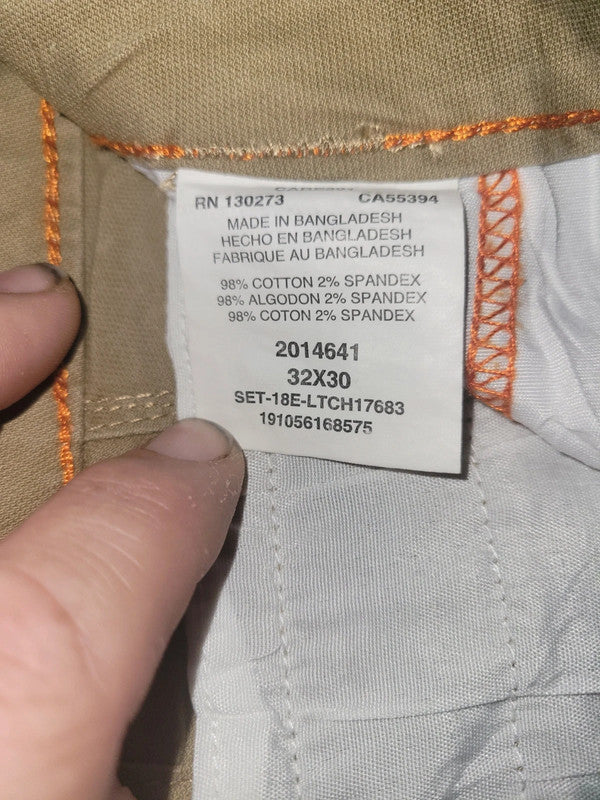 RN 130273 CA55394
MADE IN BANGLADESH
HECHO EN BANGLADESH
FABRIQUE AU BANGLADESH
98% COTTON 2% SPANDEX
98% ALGODON 2% SPANDEX
98% COTON 2% SPANDEX
2014641
32X30
SET-18E-LTCH17683
191056168575